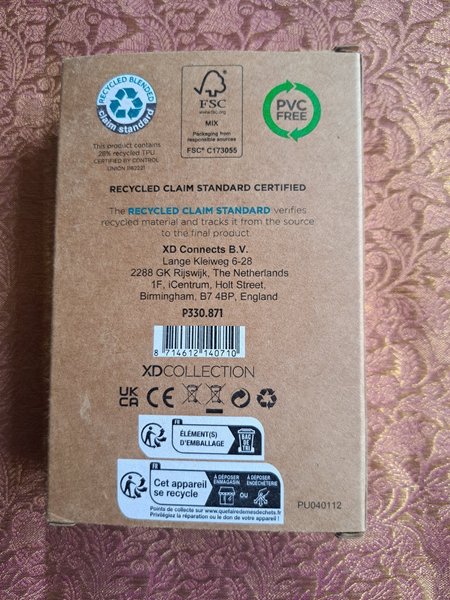 RECYCLED BLENDED
claim standard
This product contains
28% recycled TPU
CERTIFIED BY CONTROL
UNION
FSC
www.fsc.org
MIX
Packaging from
responsible sources
FSC® C173055
PVC
FREE
RECYCLED CLAIM STANDARD CERTIFIED
The RECYCLED CLAIM STANDARD verifies
recycled material and tracks it from the source
to the final product.
XD Connects B.V.
Lange Kleiweg 6-28
2288 GK Rijswijk, The Netherlands
1F, iCentrum, Holt Street,
Birmingham, B7 4BP, England
P330.871
8 714612 140710
XDCOLLECTION
UK
CA
CE
FR
ÉLÉMENT(S)
D'EMBALLAGE
BAC
DE
TRI
FR
Cet appareil
se recycle
À DÉPOSER
EN MAGASIN
À DÉPOSER
EN DÉCHÈTERIE
OU
Points de collecte sur www.quefairedemesdechets.fr
Privilégiez la réparation ou le don de votre appareil !
PU040112